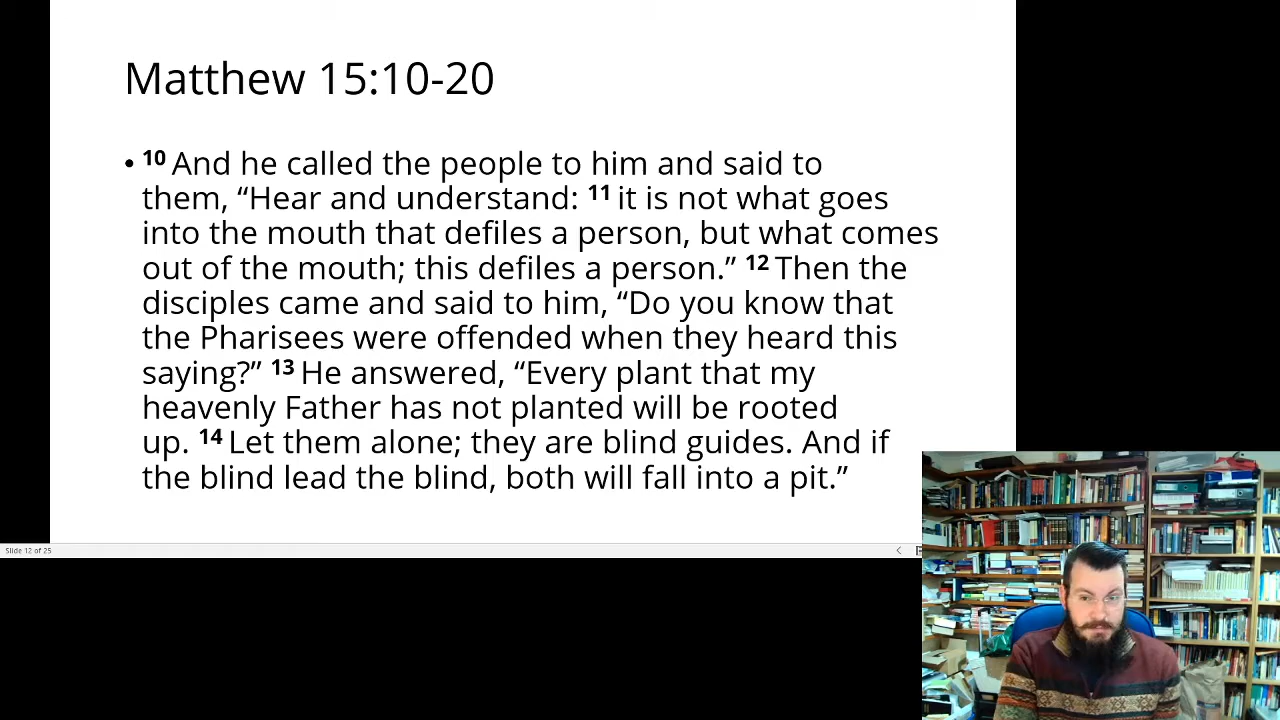 Matthew 15:10-20
• 10 And he called the people to him and said to
them, “Hear and understand: 11 it is not what goes
into the mouth that defiles a person, but what comes
out of the mouth; this defiles a person.” 12 Then the
disciples came and said to him, “Do you know that
the Pharisees were offended when they heard this
saying?” 13 He answered, “Every plant that my
heavenly Father has not planted will be rooted
up. 14 Let them alone; they are blind guides. And if
the blind lead the blind, both will fall into a pit.”
Slide 12 of 25